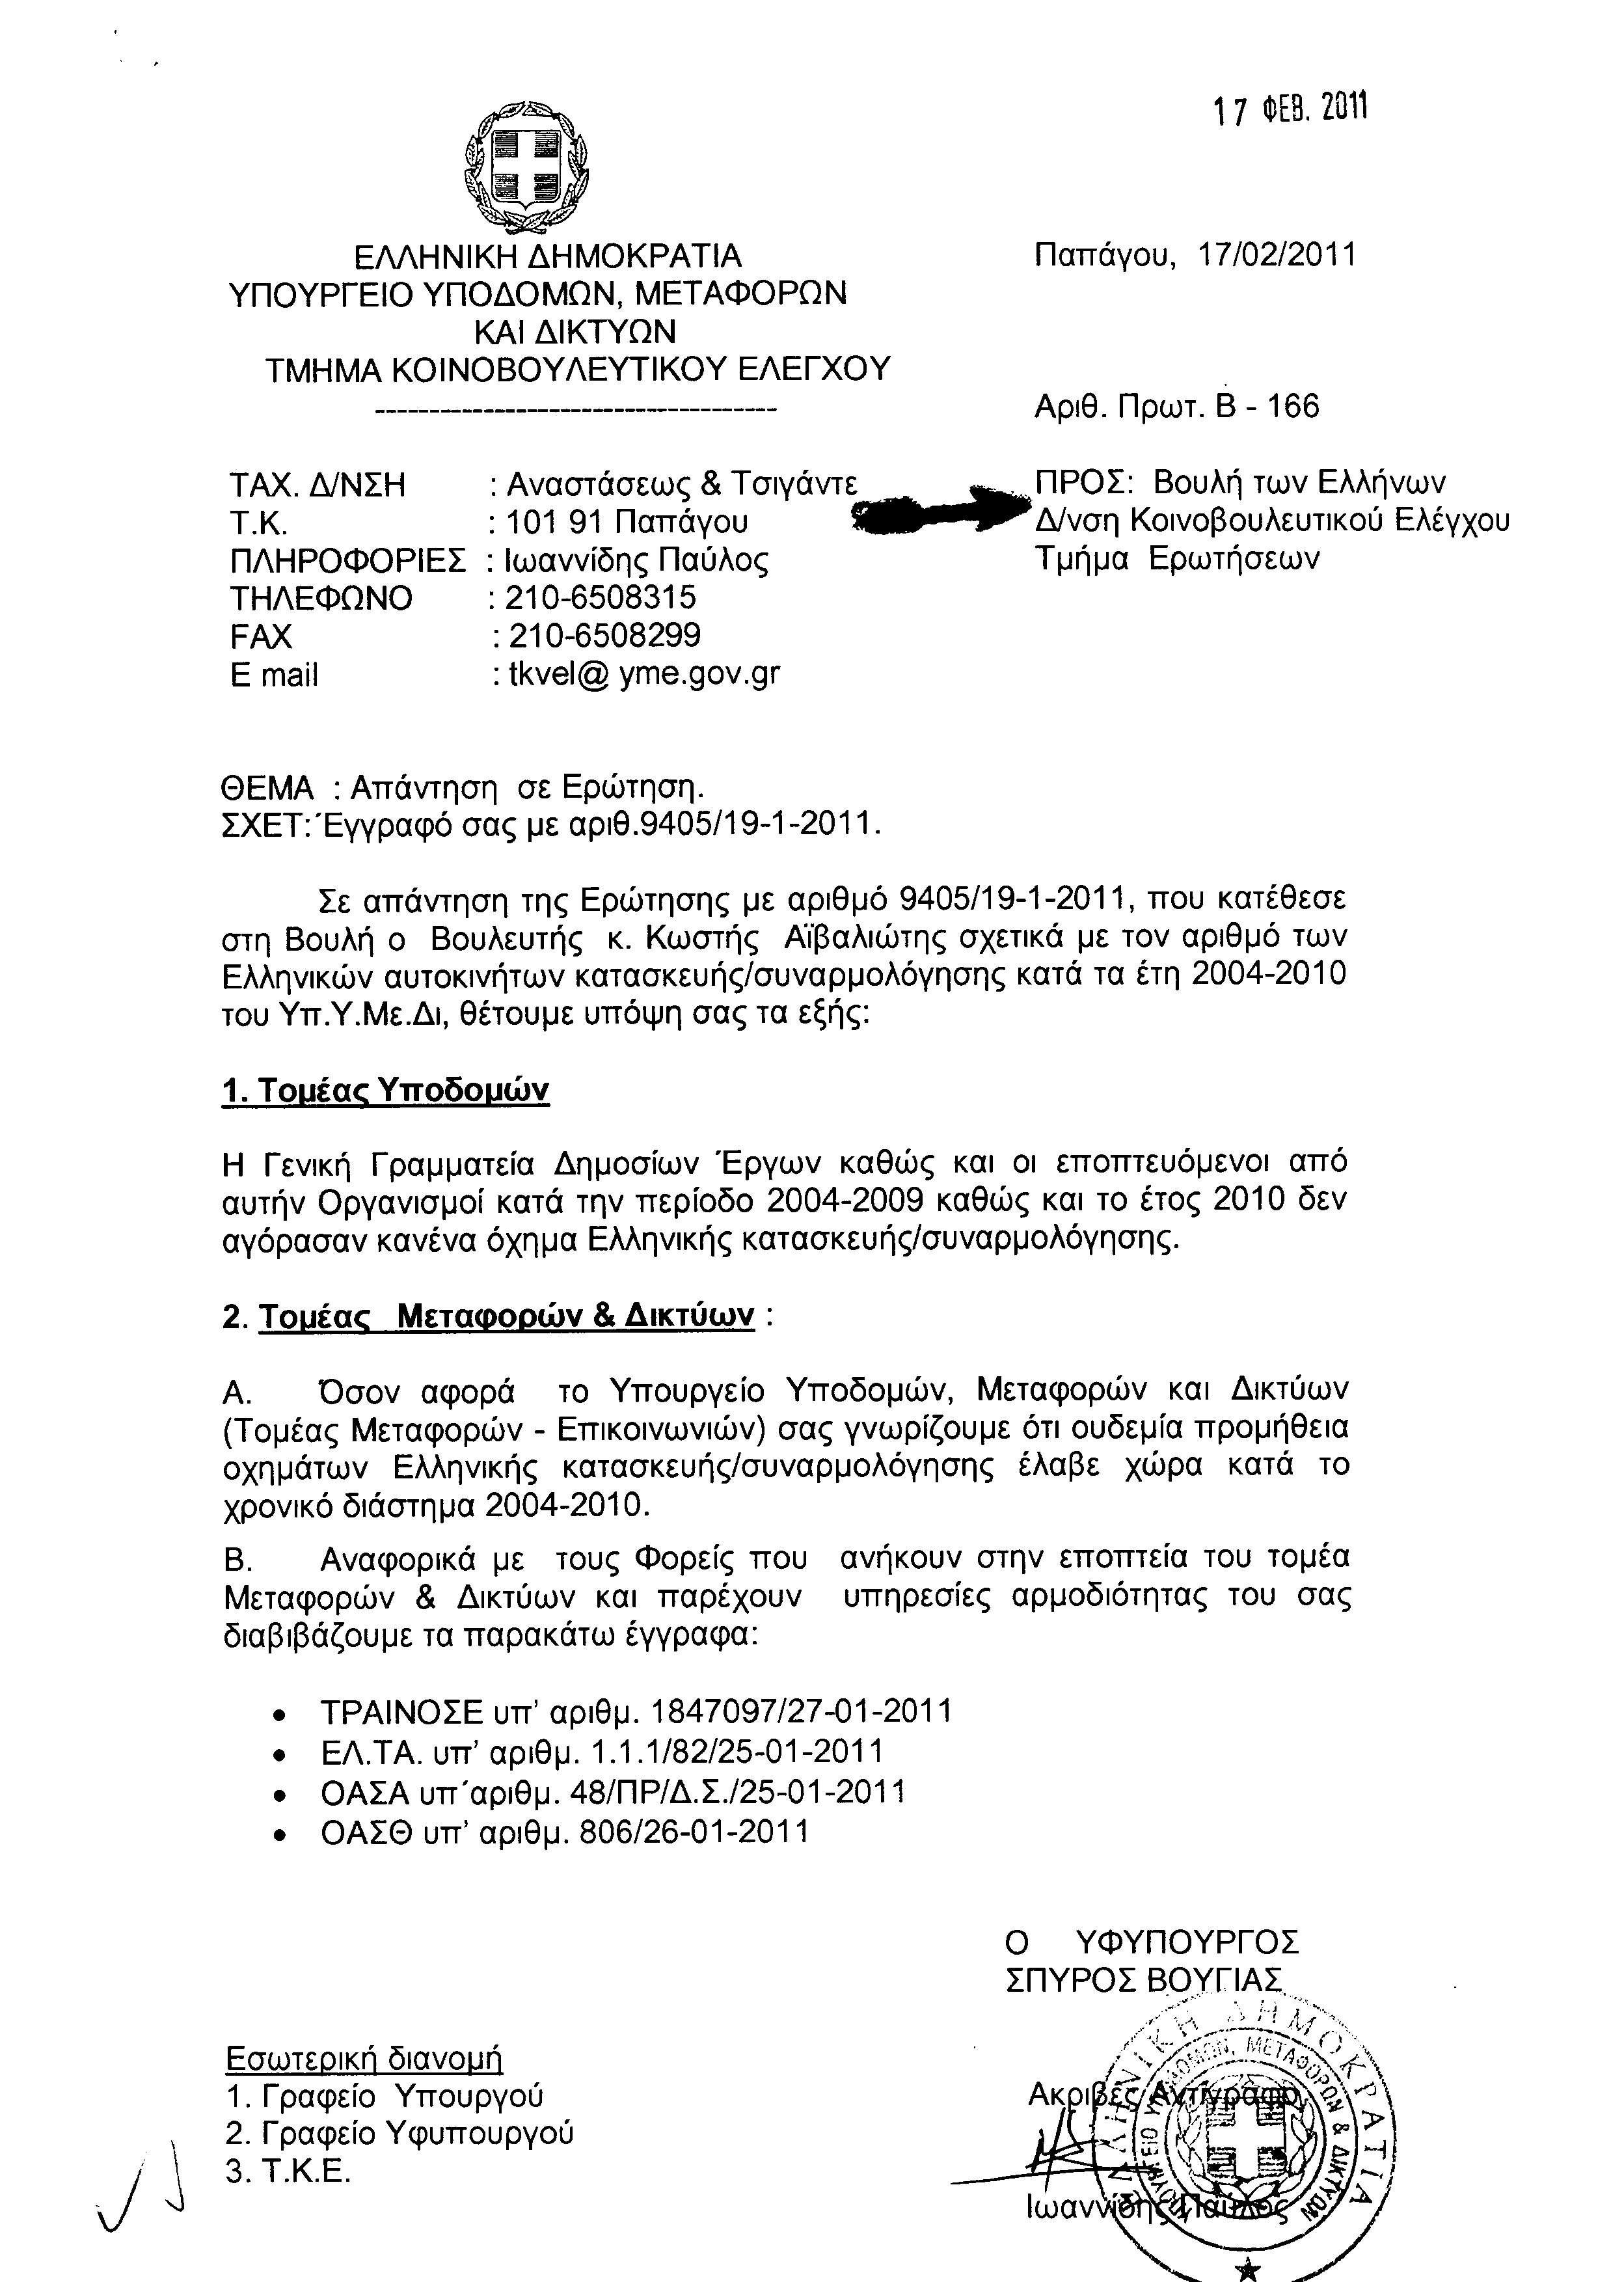 17 ΦΕΒ. 2011
ΕΛΛΗΝΙΚΗ ΔΗΜΟΚΡΑΤΙΑ
ΥΠΟΥΡΓΕΙΟ ΥΠΟΔΟΜΩΝ, ΜΕΤΑΦΟΡΩΝ
ΚΑΙ ΔΙΚΤΥΩΝ
ΤΜΗΜΑ ΚΟΙΝΟΒΟΥΛΕΥΤΙΚΟΥ ΕΛΕΓΧΟΥ
------------------------------------
Παπάγου, 17/02/2011
Αριθ. Πρωτ. Β - 166
ΤΑΧ. Δ/ΝΣΗ : Αναστάσεως & Τσιγάντε
Τ.Κ. : 101 91 Παπάγου
ΠΛΗΡΟΦΟΡΙΕΣ : Ιωαννίδης Παύλος
ΤΗΛΕΦΩΝΟ : 210-6508315
FAX : 210-6508299
E mail : tkvel@ yme.gov.gr
ΠΡΟΣ: Βουλή των Ελλήνων
Δ/νση Κοινοβουλευτικού Ελέγχου
Τμήμα Ερωτήσεων
ΘΕΜΑ : Απάντηση σε Ερώτηση.
ΣΧΕΤ:Έγγραφό σας με αριθ.9405/19-1-2011.
Σε απάντηση της Ερώτησης με αριθμό 9405/19-1-2011, που κατέθεσε
στη Βουλή ο Βουλευτής κ. Κωστής Αϊβαλιώτης σχετικά με τον αριθμό των
Ελληνικών αυτοκινήτων κατασκευής/συναρμολόγησης κατά τα έτη 2004-2010
του Υπ.Υ.Με.Δι, θέτουμε υπόψη σας τα εξής:
1. Τομέας Υποδομών
Η Γενική Γραμματεία Δημοσίων Έργων καθώς και οι εποπτευόμενοι από
αυτήν Οργανισμοί κατά την περίοδο 2004-2009 καθώς και το έτος 2010 δεν
αγόρασαν κανένα όχημα Ελληνικής κατασκευής/συναρμολόγησης.
2. Τομέας Μεταφορών & Δικτύων :
Α. Όσον αφορά το Υπουργείο Υποδομών, Μεταφορών και Δικτύων
(Τομέας Μεταφορών - Επικοινωνιών) σας γνωρίζουμε ότι ουδεμία προμήθεια
οχημάτων Ελληνικής κατασκευής/συναρμολόγησης έλαβε χώρα κατά το
χρονικό διάστημα 2004-2010.
Β. Αναφορικά με τους Φορείς που ανήκουν στην εποπτεία του τομέα
Μεταφορών & Δικτύων και παρέχουν υπηρεσίες αρμοδιότητας του σας
διαβιβάζουμε τα παρακάτω έγγραφα:
• ΤΡΑΙΝΟΣΕ υπ' αριθμ. 1847097/27-01-2011
• ΕΛ.ΤΑ. υπ' αριθμ. 1.1.1/82/25-01-2011
• ΟΑΣΑ υπ΄αριθμ. 48/ΠΡ/Δ.Σ./25-01-2011
• ΟΑΣΘ υπ' αριθμ. 806/26-01-2011
Ο ΥΦΥΠΟΥΡΓΟΣ
ΣΠΥΡΟΣ ΒΟΥΓΙΑΣ
Εσωτερική διανομή
1. Γραφείο Υπουργού
2. Γραφείο Υφυπουργού
3. Τ.Κ.Ε.
Ακριβές Αντίγραφο
Ιωαννίδης Παύλος
ΕΛΛΗΝΙΚΗ ΔΗΜΟΚΡΑΤΙΑ
ΥΠΟΥΡΓΕΙΟ ΥΠΟΔΟΜΩΝ, ΜΕΤΑΦΟΡΩΝ & ΔΙΚΤΥΩΝ